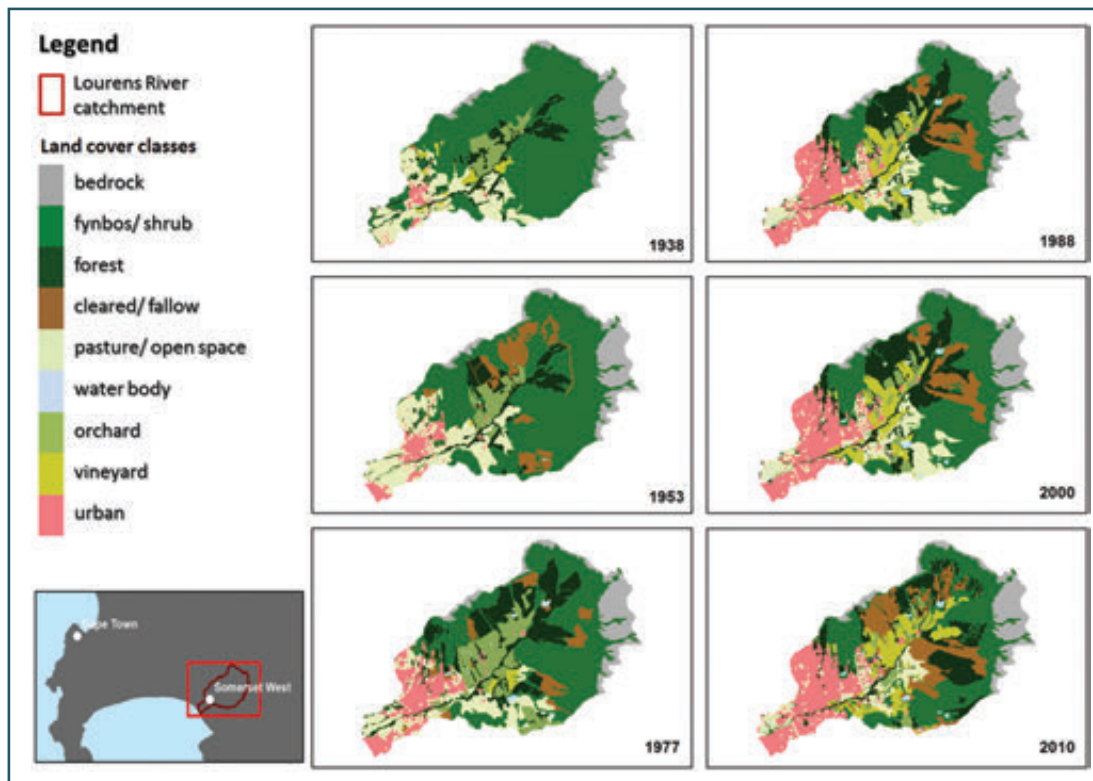 Legend
Lourens River
catchment
Land cover classes
bedrock
fynbos/ shrub
forest
cleared/ fallow
pasture/ open space
water body
orchard
vineyard
urban
Cape Town
Somerset West
1938
1988
1953
2000
1977
2010